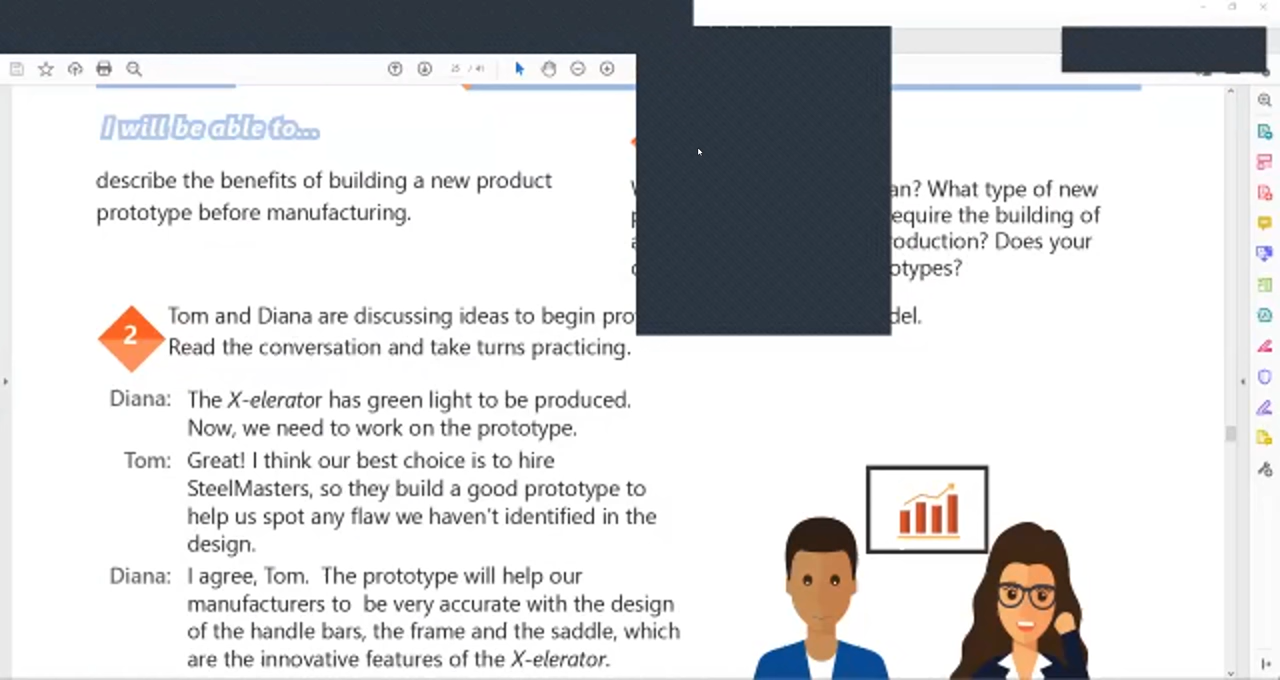 25 / 41
I will be able to...
describe the benefits of building a new product
prototype before manufacturing.
an? What type of new
equire the building of
roduction? Does your
otypes?
2
Tom and Diana are discussing ideas to begin pro
del.
Read the conversation and take turns practicing.
Diana: The X-elerator has green light to be produced.
Now, we need to work on the prototype.
Tom: Great! I think our best choice is to hire
SteelMasters, so they build a good prototype to
help us spot any flaw we haven't identified in the
design.
Diana: I agree, Tom. The prototype will help our
manufacturers to be very accurate with the design
of the handle bars, the frame and the saddle, which
are the innovative features of the X-elerator.